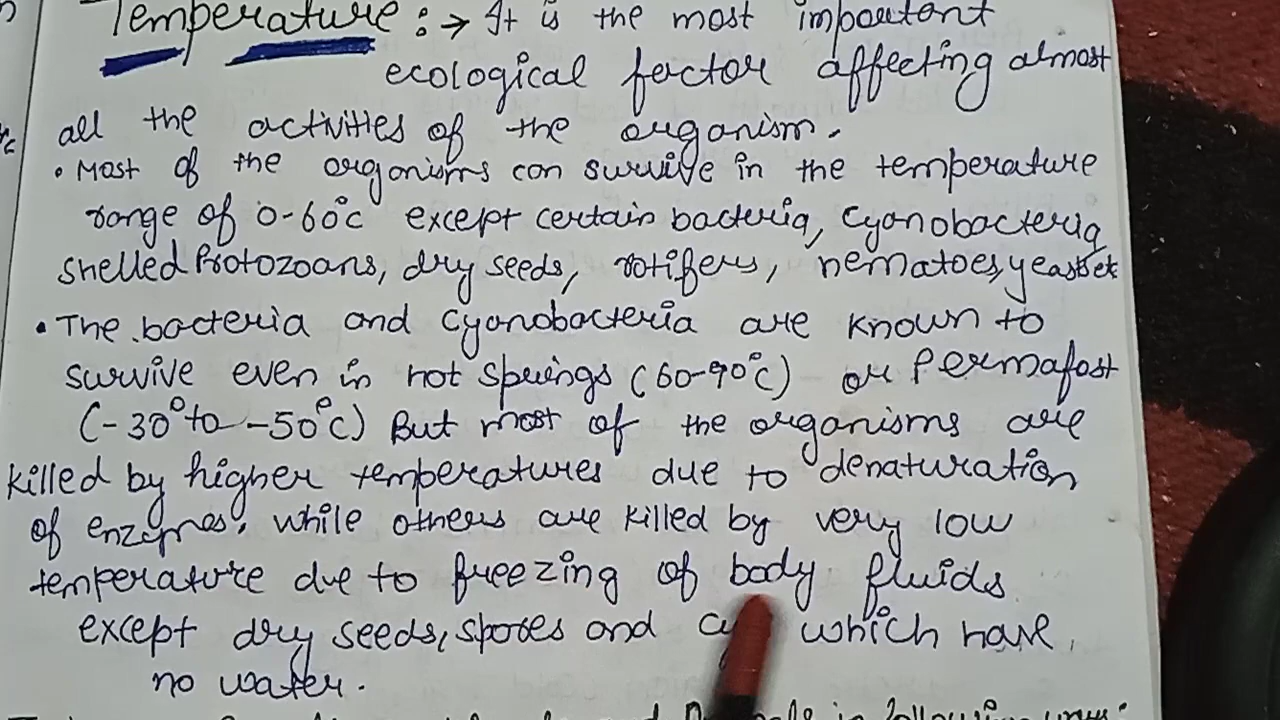 Temperature :→ It is the most important
ecological factor affecting almost
all the activities of the organism.
• Most of the organisms can survive in the temperature
range of 0-60°c except certain bacteria, Cyanobacteria
shelled Protozoans, dry seeds, rotifers, nematoes, yeast etc
• The bacteria and Cyanobacteria are known to
survive even in hot springs (60-90°c) or Permafost
(-30° to -50°c) But most of the organisms are
killed by higher temperatures due to denaturation
of enzymes, while others are killed by very low
temperature due to freezing of body fluids
except dry seeds, spores and which have
no water.
in following ways: